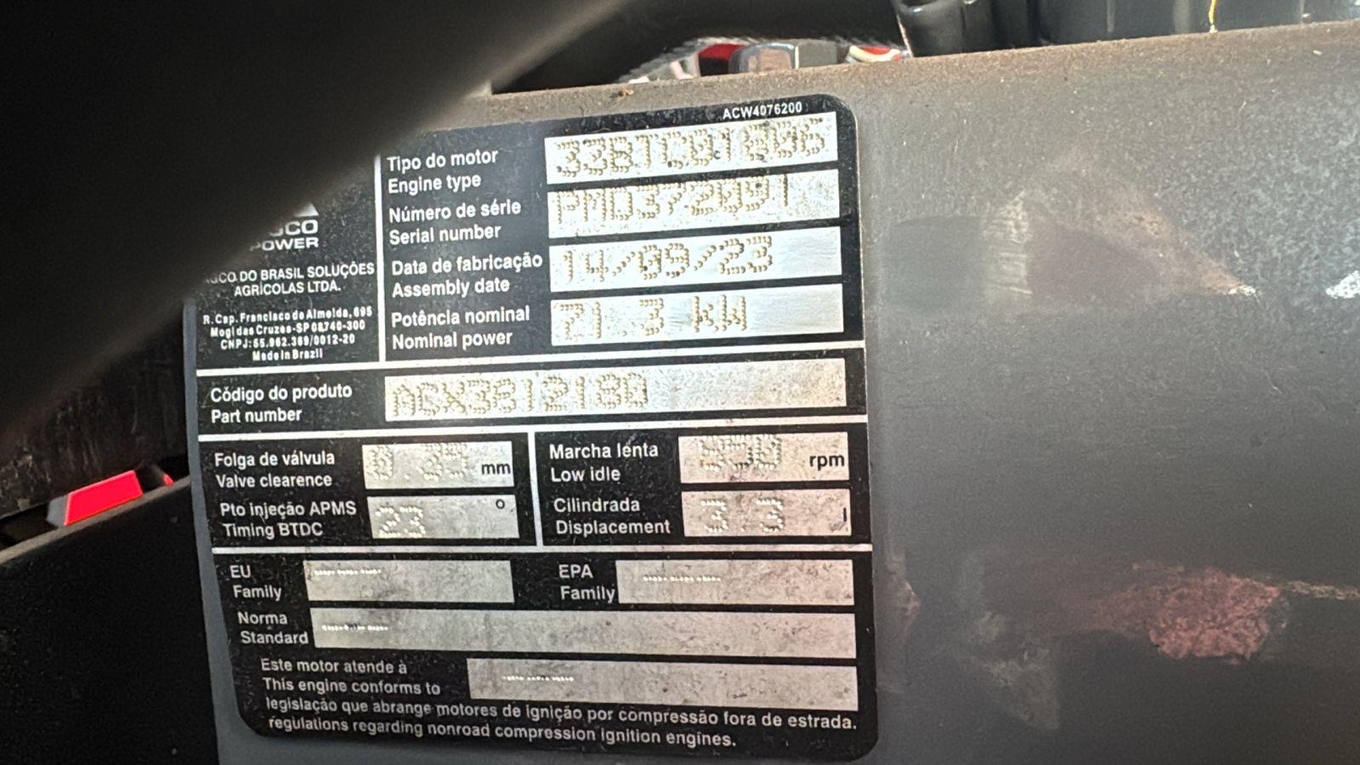 ACW4076200
Tipo do motor
Engine type
33BTC01806
Número de série
Serial number
PMD372091
Data de fabricação
Assembly date
14/09/23
Potência nominal
Nominal power
71.3 kW
POWER
DO BRASIL SOLUÇÕES
AGRÍCOLAS LTDA.
R. Cap. Francisco de Almeida, 695
Mogi das Cruzes-SP 08740-300
CNPJ: 59.962.369/0012-20
Made in Brazil
Código do produto
Part number
ACX3812180
Folga de válvula
Valve clearence
mm
Pto injeção APMS
Timing BTDC
23 °
Marcha lenta
Low idle
rpm
Cilindrada
Displacement
3.3 l
EU
Family
EPA
Family
Norma
Standard
Este motor atende à
This engine conforms to
legislação que abrange motores de ignição por compressão fora de estrada.
regulations regarding nonroad compression ignition engines.